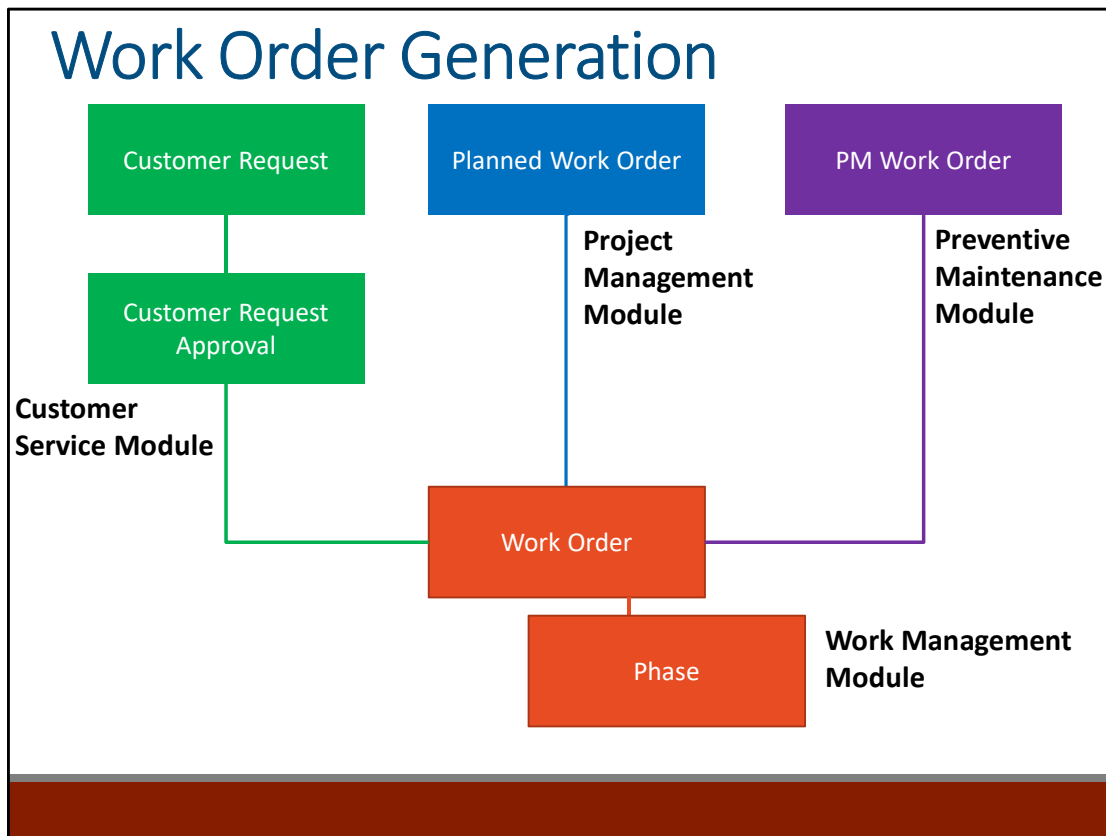 Work Order Generation
Customer Request
Planned Work Order
PM Work Order
Project
Management
Module
Preventive
Maintenance
Module
Customer Request
Approval
Customer
Service Module
Work Order
Phase
Work Management
Module